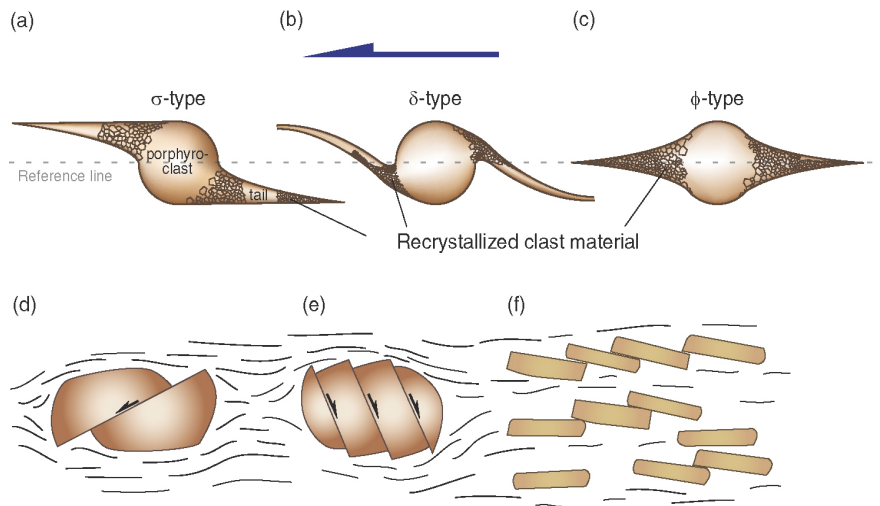 (a)
(b)
(c)
σ-type
δ-type
ϕ-type
porphyro-
clast
Reference line
tail
Recrystallized clast material
(d)
(e)
(f)